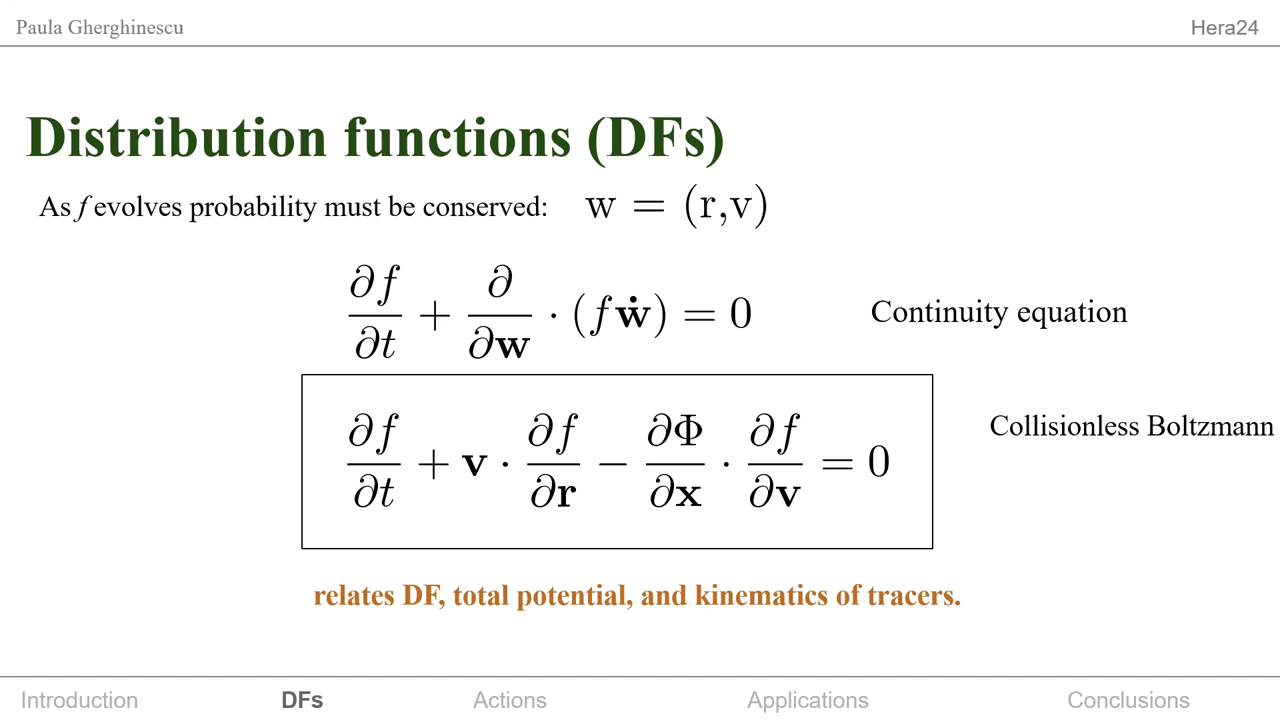 Paula Gherghinescu Hera24
Distribution functions (DFs)
As f evolves probability must be conserved: w = (r,v)
∂f/∂t + ∂/∂𝐰 · (f𝐰̇) = 0 Continuity equation
∂f/∂t + 𝐯 · ∂f/∂𝐫 − ∂Φ/∂𝐱 · ∂f/∂𝐯 = 0 Collisionless Boltzmann
relates DF, total potential, and kinematics of tracers.
Introduction DFs Actions Applications Conclusions